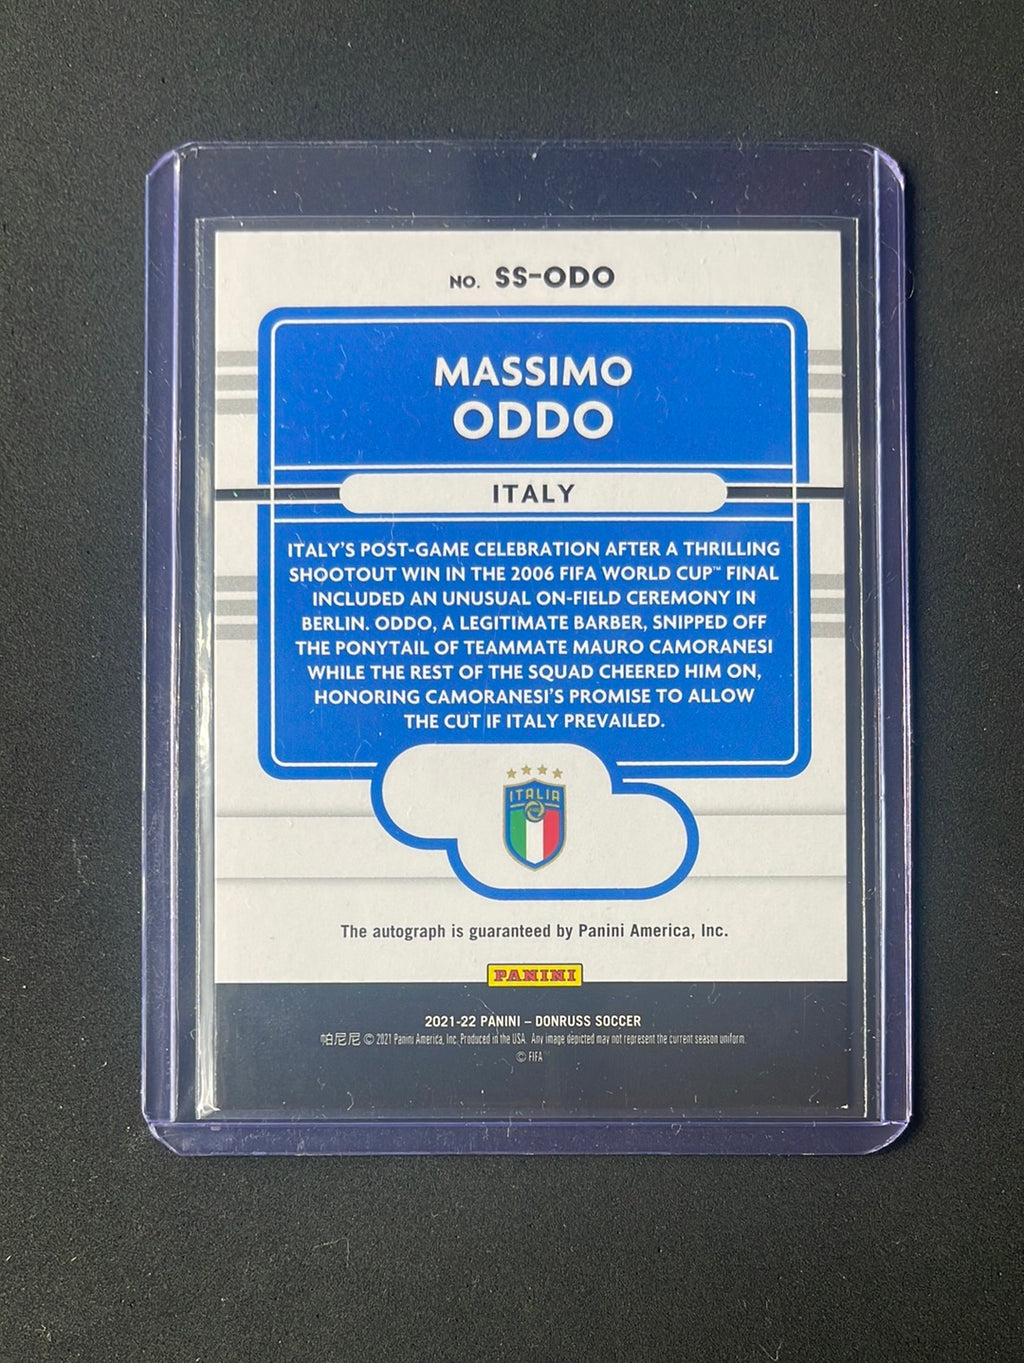 NO. SS-ODO
MASSIMO
ODDO
ITALY
ITALY'S POST-GAME CELEBRATION AFTER A THRILLING
SHOOTOUT WIN IN THE 2006 FIFA WORLD CUP™ FINAL
INCLUDED AN UNUSUAL ON-FIELD CEREMONY IN
BERLIN. ODDO, A LEGITIMATE BARBER, SNIPPED OFF
THE PONYTAIL OF TEAMMATE MAURO CAMORANESI
WHILE THE REST OF THE SQUAD CHEERED HIM ON,
HONORING CAMORANESI'S PROMISE TO ALLOW
THE CUT IF ITALY PREVAILED.
ITALIA
The autograph is guaranteed by Panini America, Inc.
PANINI
2021-22 PANINI – DONRUSS SOCCER
帕尼尼 © 2021 Panini America, Inc. Produced in the USA. Any image depicted may not represent the current season uniform.
© FIFA